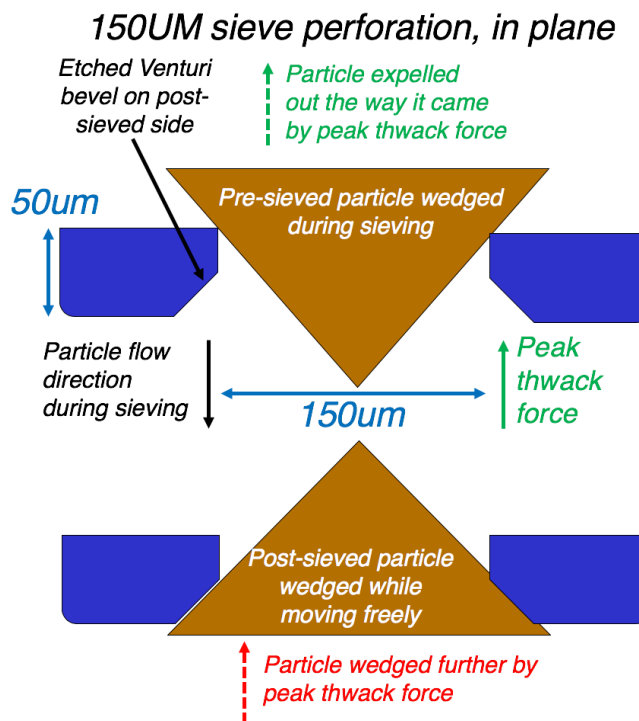 150UM sieve perforation, in plane
Etched Venturi
bevel on post-
sieved side
Particle expelled
out the way it came
by peak thwack force
50um
Pre-sieved particle wedged
during sieving
Particle flow
direction
during sieving
150um
Peak
thwack
force
Post-sieved particle
wedged while
moving freely
Particle wedged further by
peak thwack force